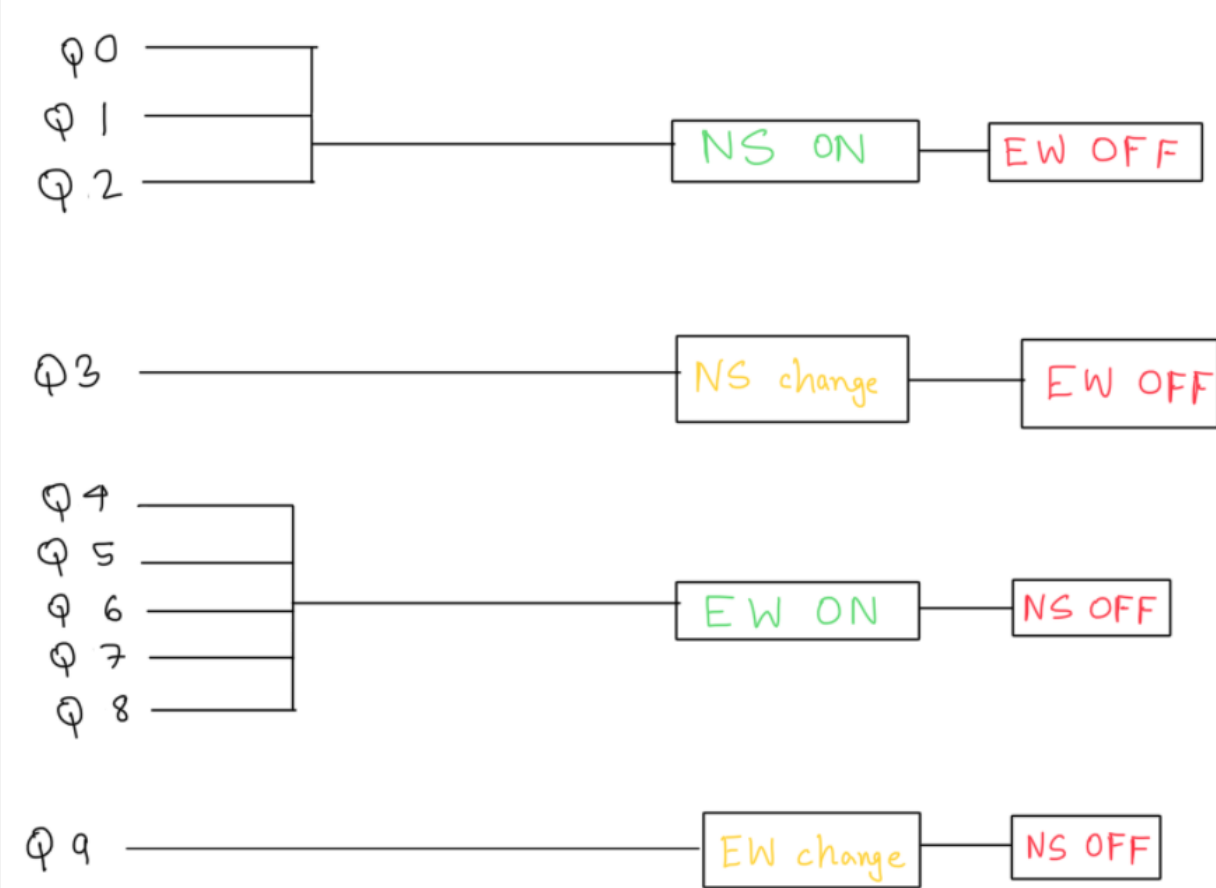 Q0
Q1
Q2
NS ON
EW OFF
Q3
NS change
EW OFF
Q4
Q5
Q6
Q7
Q8
EW ON
NS OFF
Q9
EW change
NS OFF